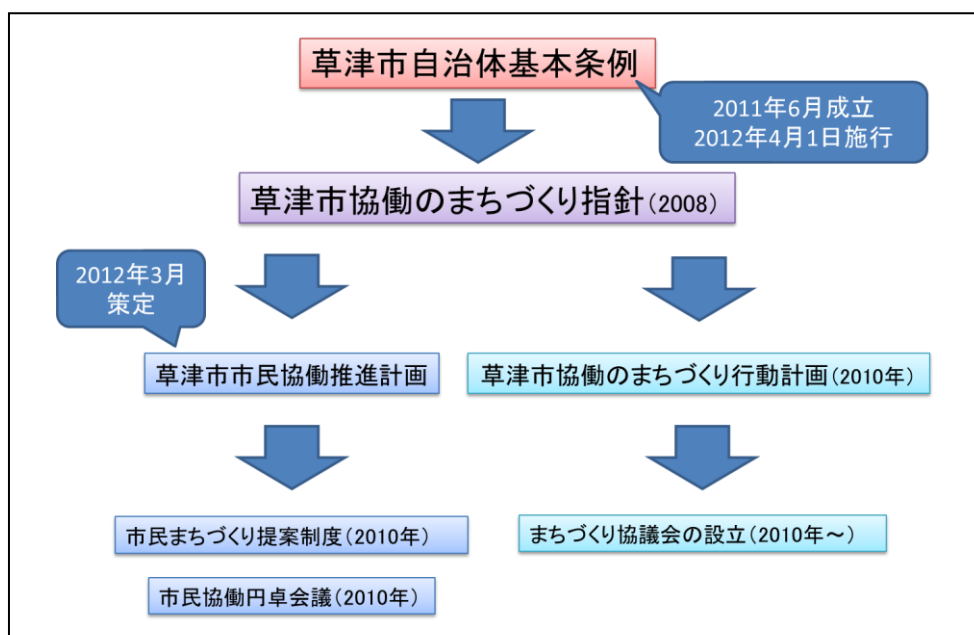 草津市自治体基本条例
2011年6月成立
2012年4月1日施行
草津市協働のまちづくり指針(2008)
2012年3月
策定
草津市市民協働推進計画
草津市協働のまちづくり行動計画(2010年)
市民まちづくり提案制度(2010年)
まちづくり協議会の設立(2010年～)
市民協働円卓会議(2010年)